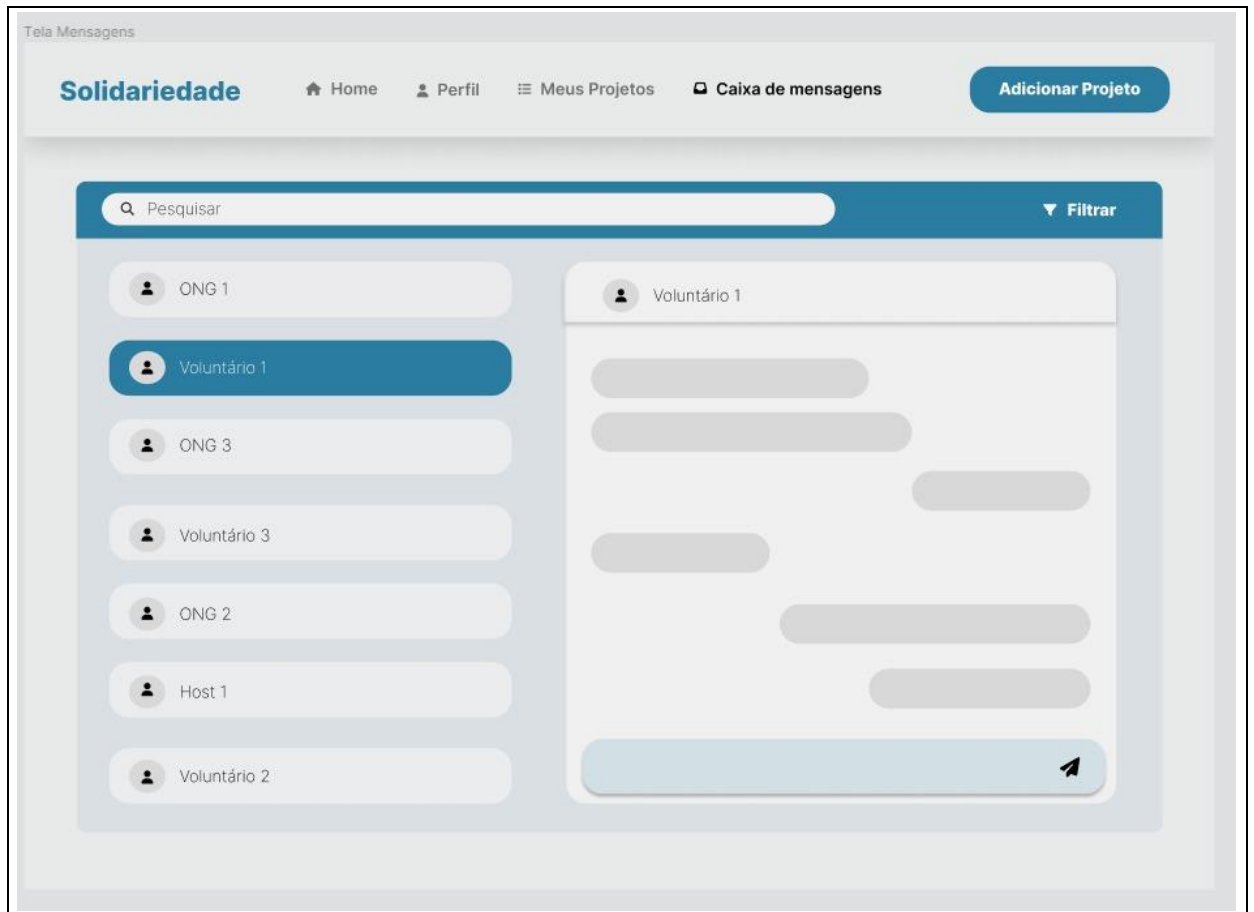 Tela Mensagens
Solidariedade Home Perfil Meus Projetos Caixa de mensagens Adicionar Projeto
Pesquisar Filtrar
ONG 1
Voluntário 1
ONG 3
Voluntário 3
ONG 2
Host 1
Voluntário 2
Voluntário 1